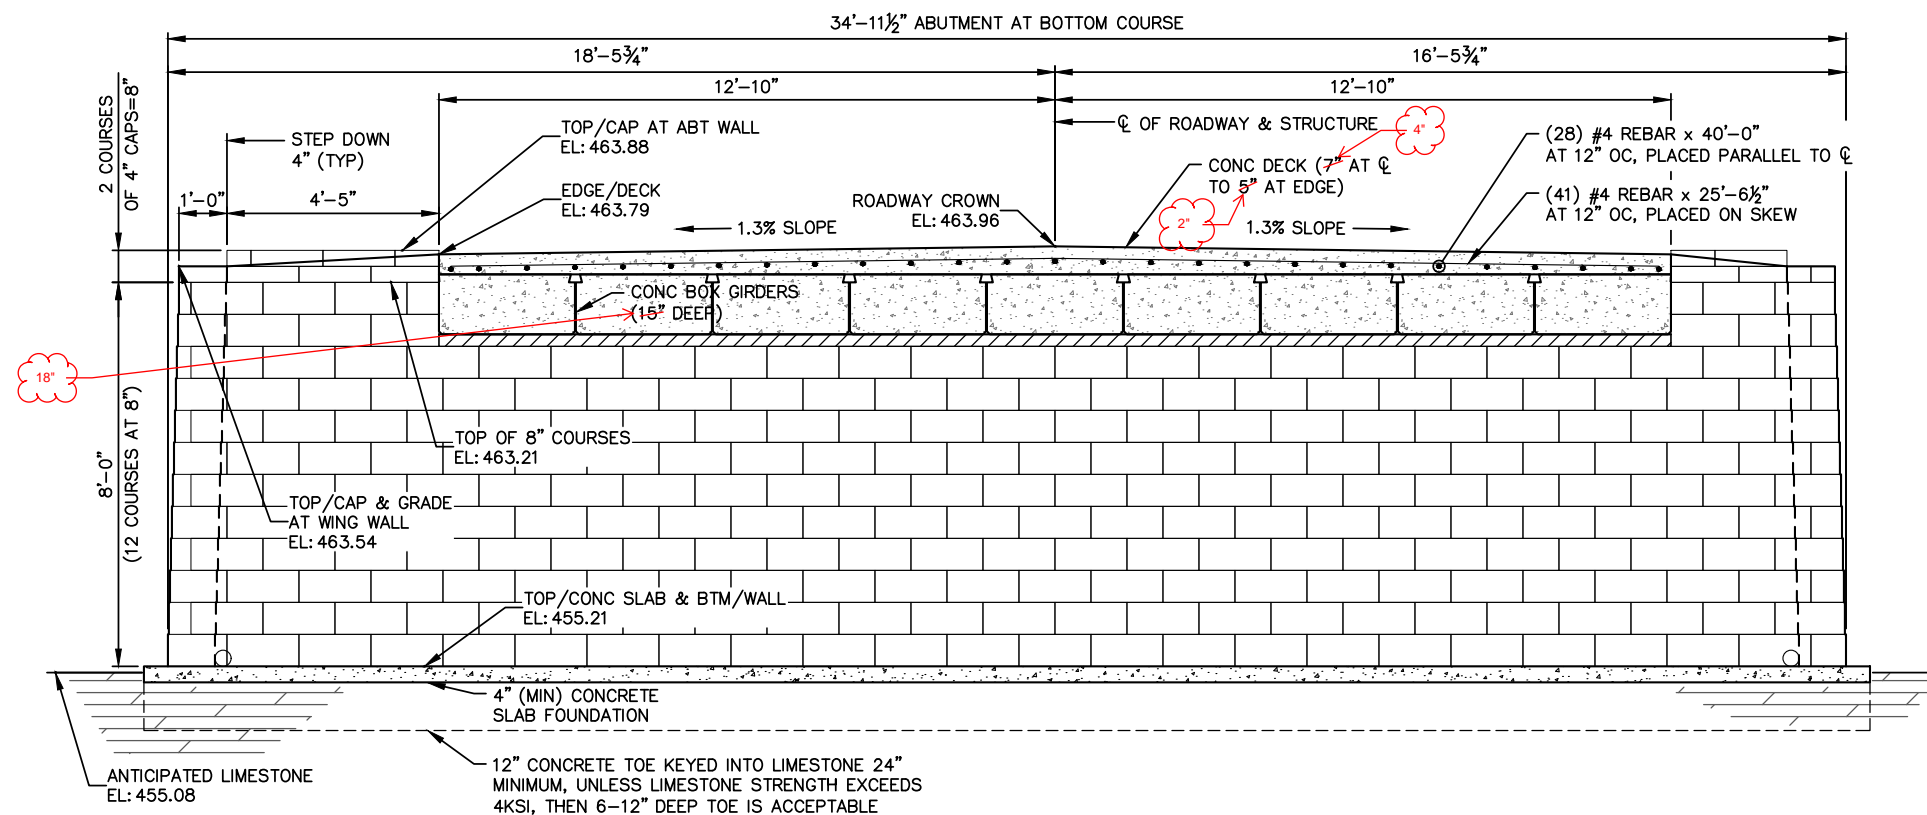 34'-11½" ABUTMENT AT BOTTOM COURSE
18'-5¾"
16'-5¾"
12'-10"
12'-10"
2 COURSES
OF 4" CAPS=8"
STEP DOWN
4" (TYP)
TOP/CAP AT ABT WALL
EL: 463.88
℄ OF ROADWAY & STRUCTURE
4"
(28) #4 REBAR x 40'-0"
AT 12" OC, PLACED PARALLEL TO ℄
CONC DECK (7" AT ℄
TO 5" AT EDGE)
1'-0"
4'-5"
EDGE/DECK
EL: 463.79
ROADWAY CROWN
EL: 463.96
(41) #4 REBAR x 25'-6½"
AT 12" OC, PLACED ON SKEW
2"
1.3% SLOPE
1.3% SLOPE
CONC BOX GIRDERS
(15" DEEP)
18"
8'-0"
(12 COURSES AT 8")
TOP OF 8" COURSES
EL: 463.21
TOP/CAP & GRADE
AT WING WALL
EL: 463.54
TOP/CONC SLAB & BTM/WALL
EL: 455.21
4" (MIN) CONCRETE
SLAB FOUNDATION
ANTICIPATED LIMESTONE
EL: 455.08
12" CONCRETE TOE KEYED INTO LIMESTONE 24"
MINIMUM, UNLESS LIMESTONE STRENGTH EXCEEDS
4KSI, THEN 6-12" DEEP TOE IS ACCEPTABLE